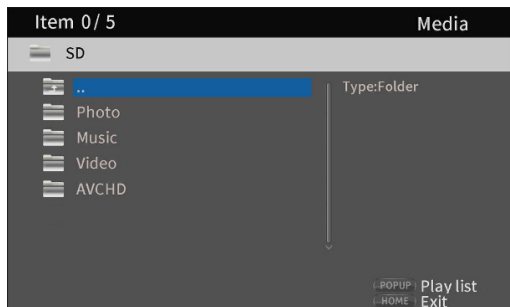 Item 0/ 5 Media
SD
.. Type:Folder
Photo
Music
Video
AVCHD
POPUP Play list
HOME Exit